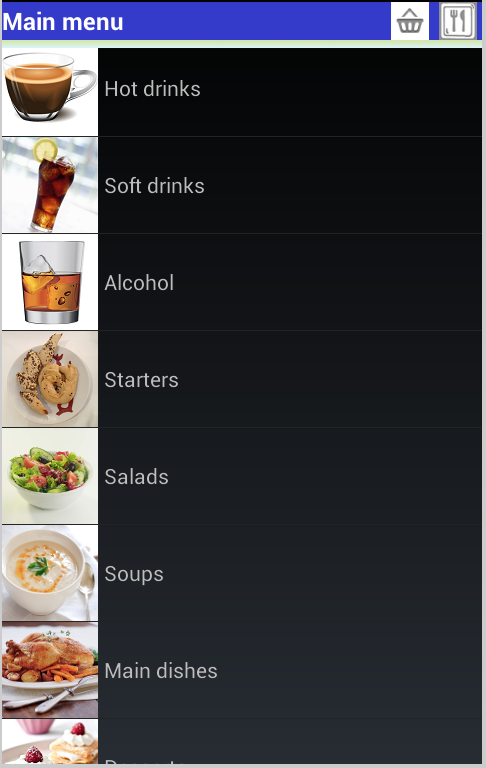 Main menu
Hot drinks
Soft drinks
Alcohol
Starters
Salads
Soups
Main dishes